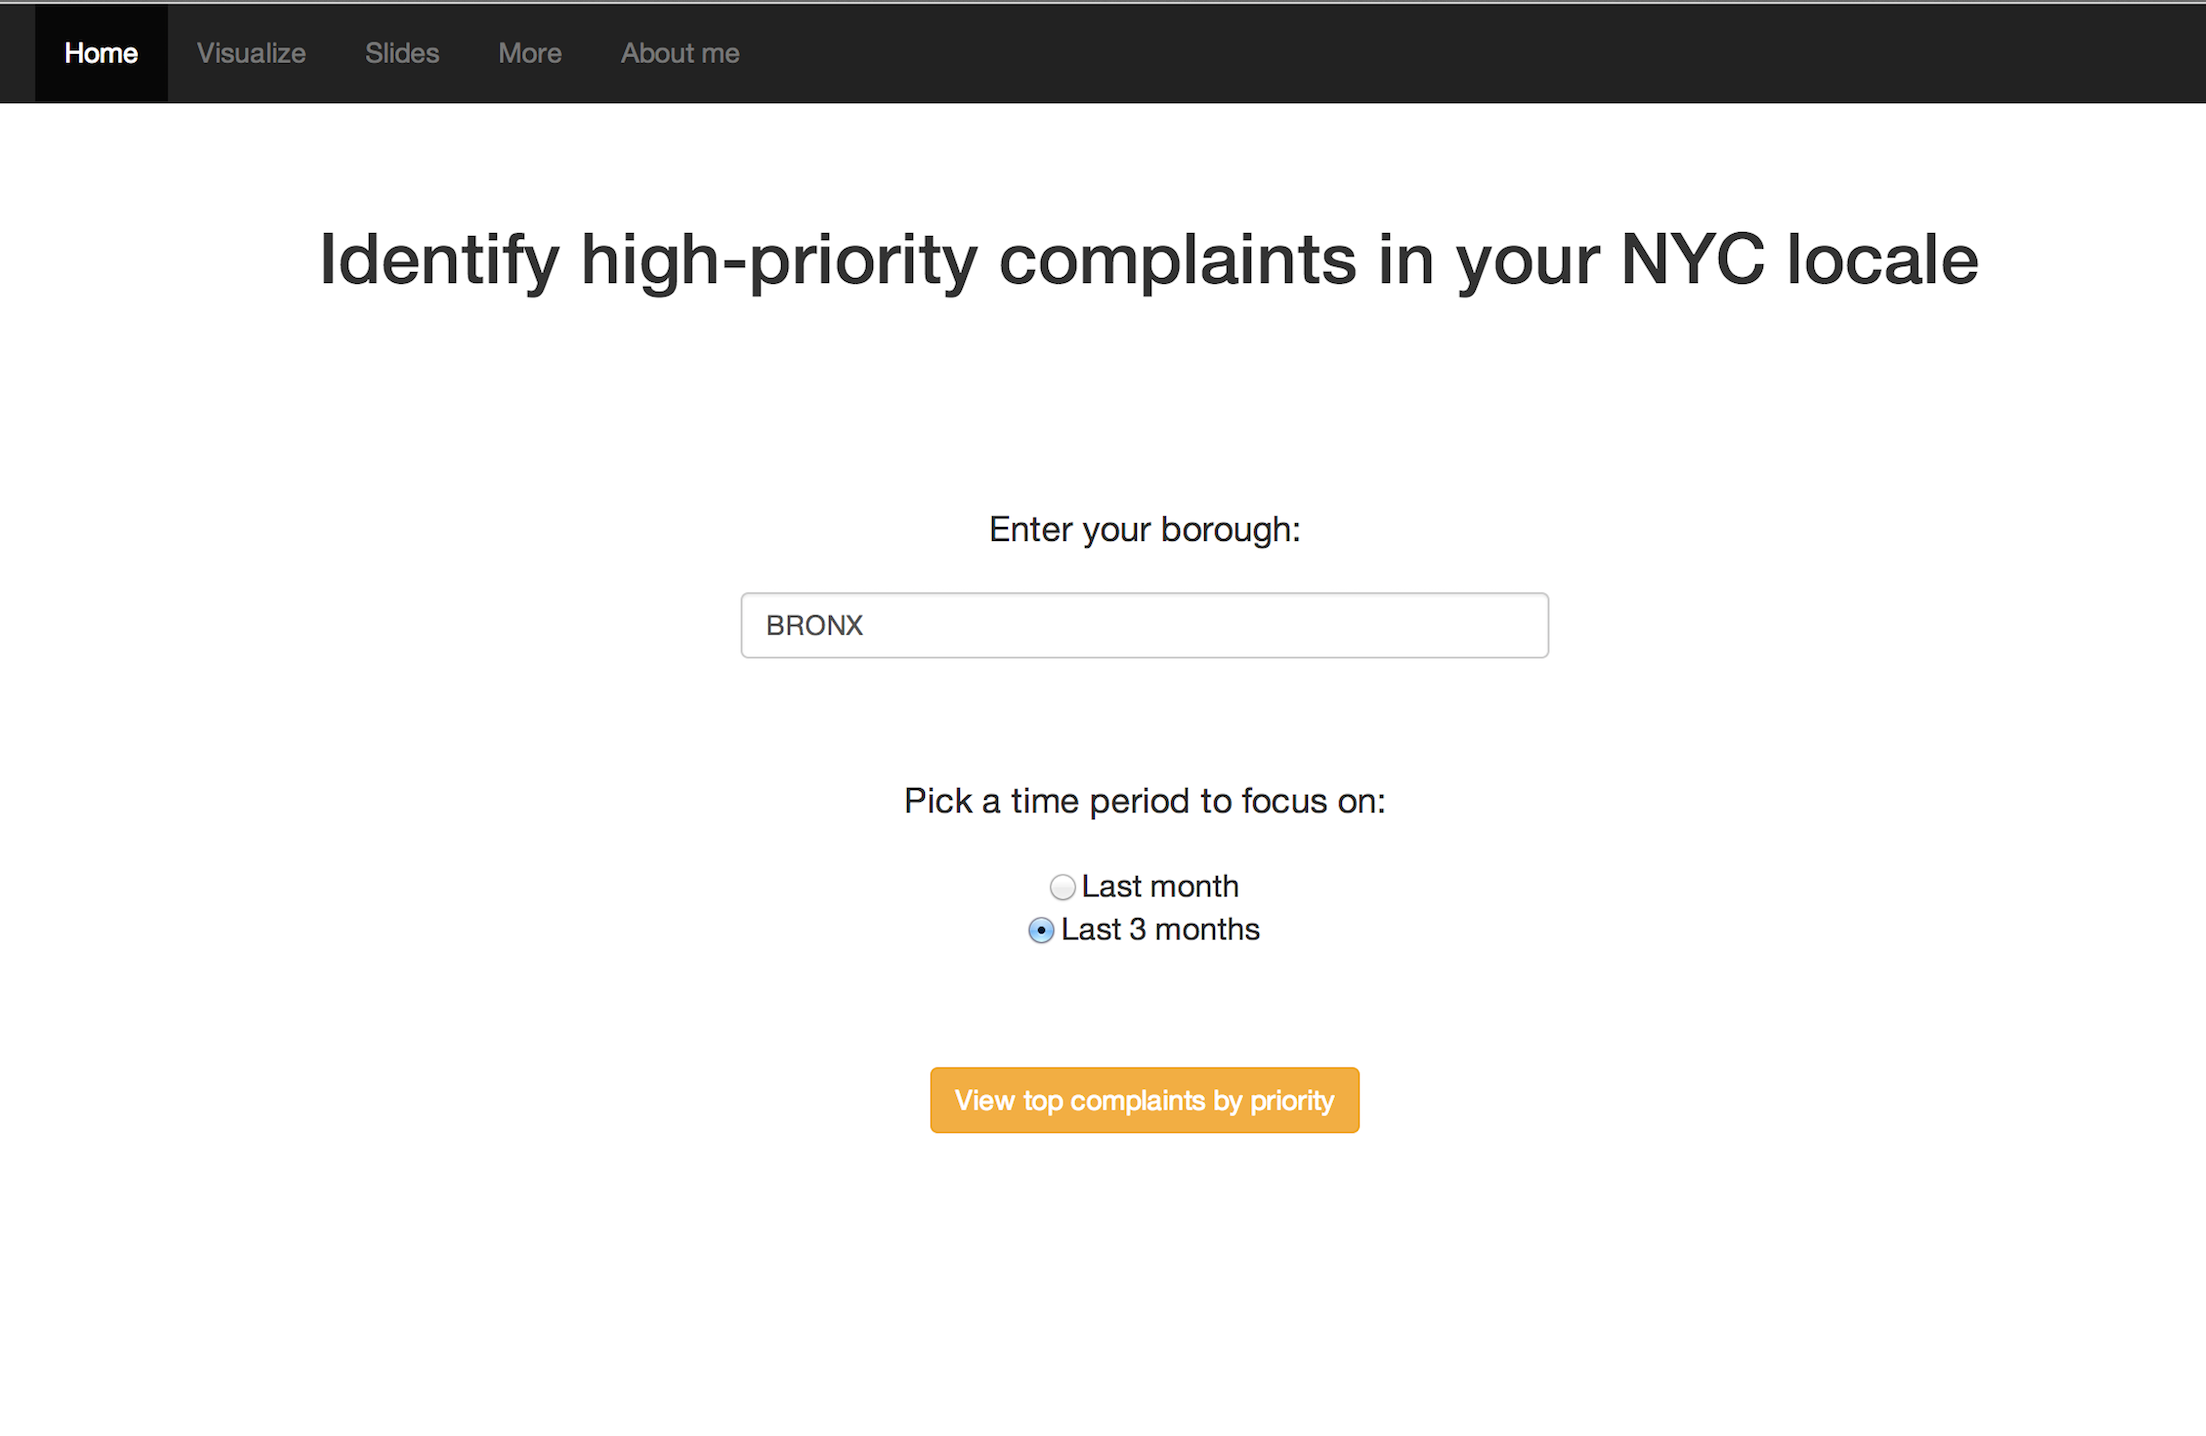 Home Visualize Slides More About me
Identify high-priority complaints in your NYC locale
Enter your borough:
BRONX
Pick a time period to focus on:
Last month
Last 3 months
View top complaints by priority